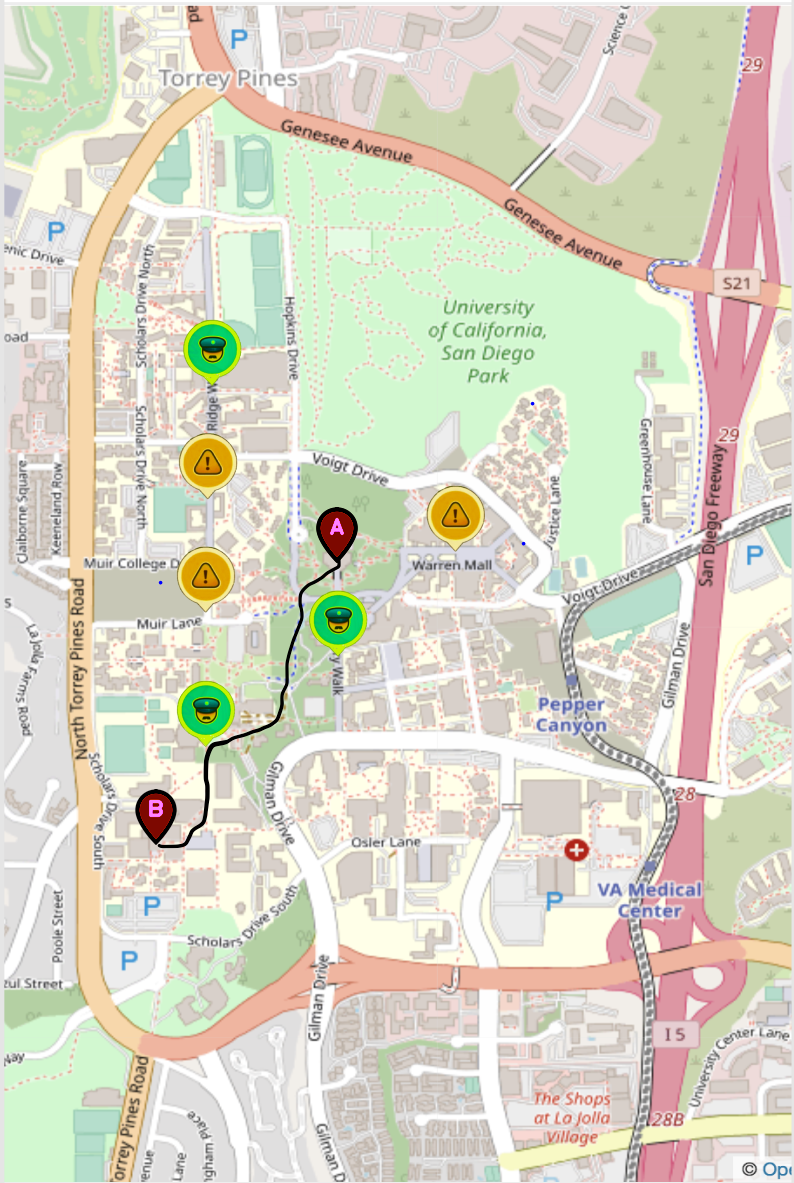 ad
P
Science C
29
Torrey Pines
Genesee Avenue
Genesee Avenue
P
enic Drive
S21
Scholars Drive North
Hopkins Drive
University
of California,
San Diego
Park
oad
Ridge W
29
Scholars Drive North
Greenhouse Lane
San Diego Freeway
Voigt Drive
Claiborne Square
Keeneland Row
!
!
Justice Lane
A
P
Muir College D
!
Warren Mall
Voigt Drive
S
Muir Lane
La Jolla Farms Road
North Torrey Pines Road
ry Walk
Gilman Drive
Pepper
Canyon
Scholars Drive South
Gilman Drive
28
B
Osler Lane
+
P
VA Medical
Center
P
Poole Street
Scholars Drive South
P
zul Street
Gilman Drive
I 5
University Center Lane
Nay
Torrey Pines Road
The Shops
at La Jolla
Village
28B
Gilman D
ngham Place
Lane
venue
© Ope